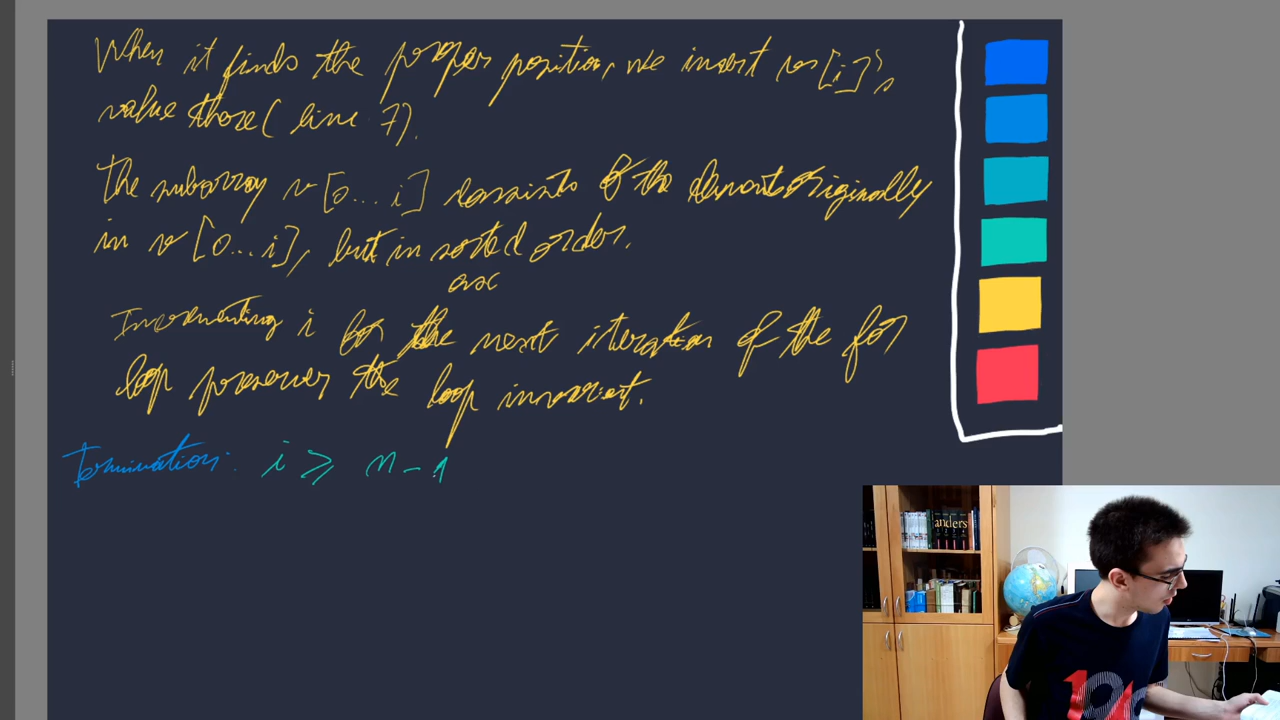 When it finds the proper position, we insert v[i]'s
value there (line 7).
The subarray v[0...i] consists of the elements originally
in v[0...i], but in sorted order.
asc
Incrementing i for the next iteration of the for
loop preserves the loop invariant.
Termination: i ≥ n-1
anders